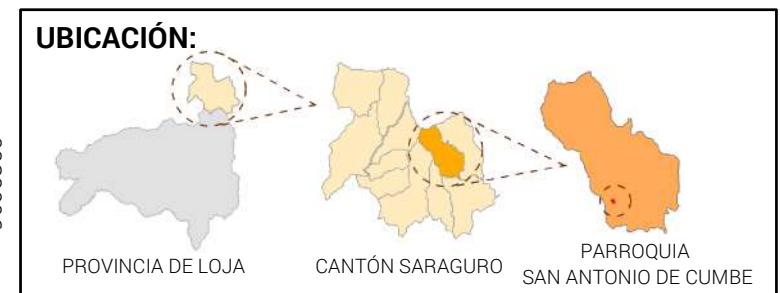 UBICACIÓN:
PROVINCIA DE LOJA
CANTÓN SARAGURO
PARROQUIA
SAN ANTONIO DE CUMBE